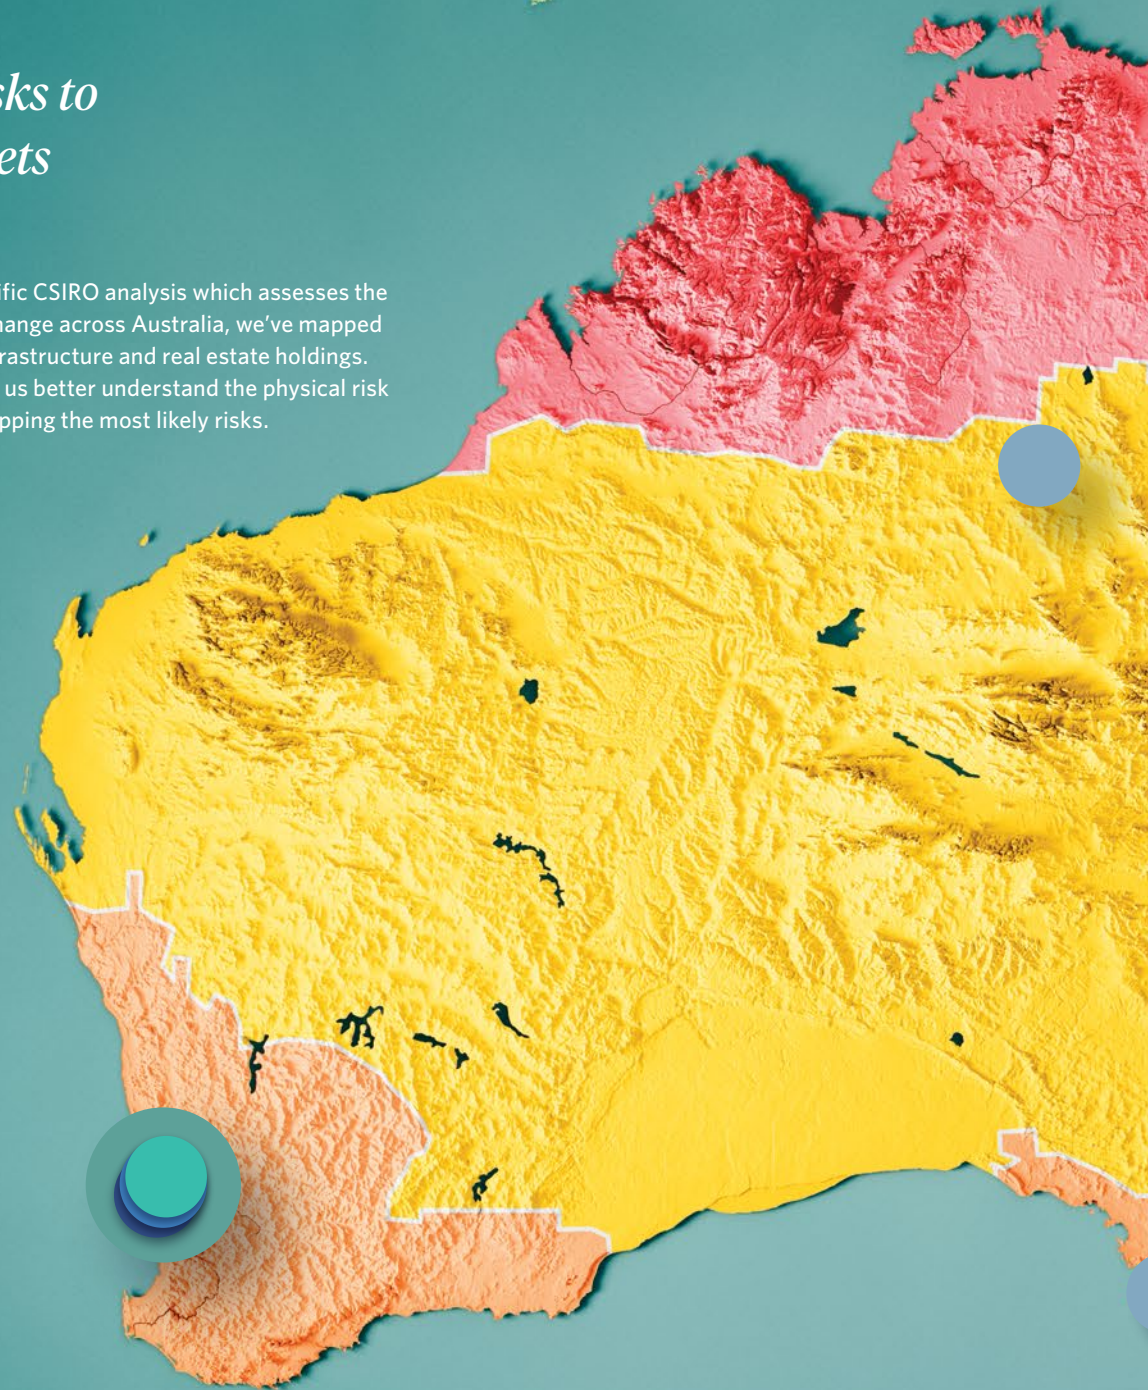 sks to
ets
ific CSIRO analysis which assesses the
hange across Australia, we've mapped
rastructure and real estate holdings.
us better understand the physical risk
pping the most likely risks.